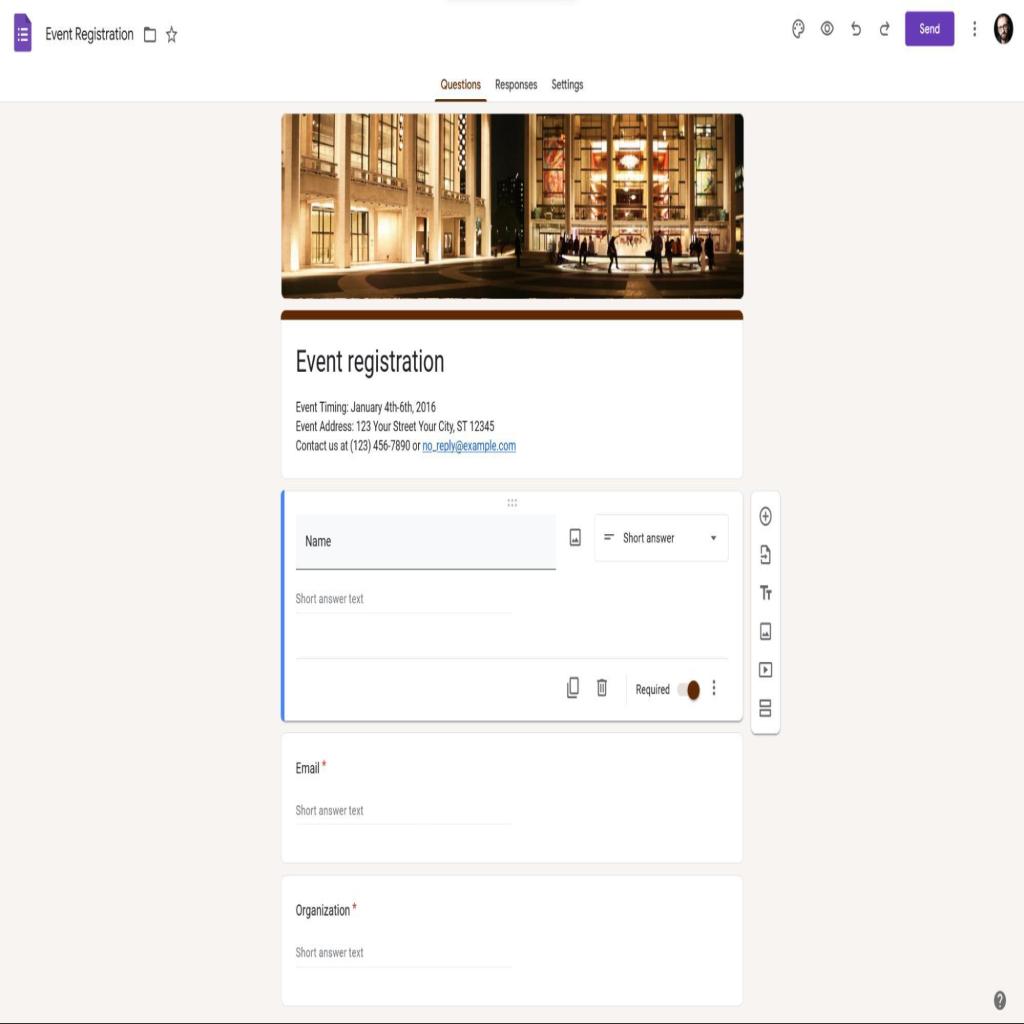 Event Registration
Send
Questions Responses Settings
Event registration
Event Timing: January 4th-6th, 2016
Event Address: 123 Your Street Your City, ST 12345
Contact us at (123) 456-7890 or no_reply@example.com
Name
Short answer
Short answer text
Required
Email *
Short answer text
Organization *
Short answer text